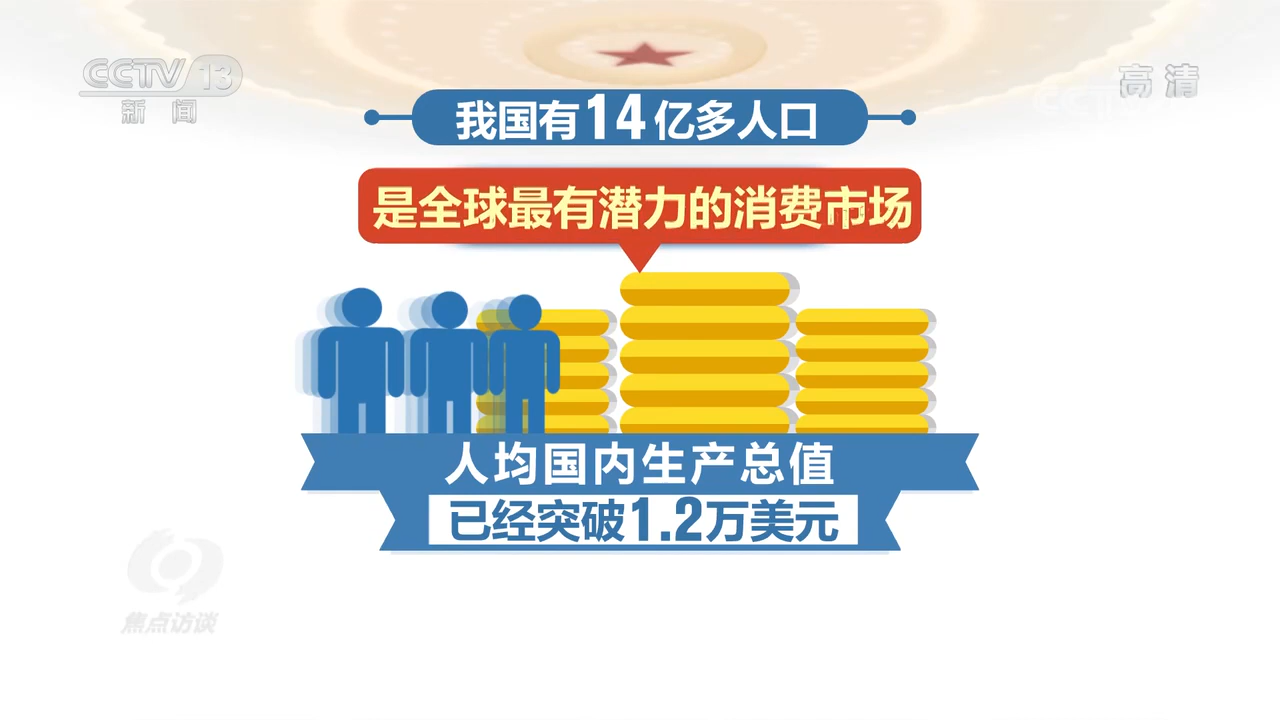 CCTV 13
新闻
高清
我国有14亿多人口
是全球最有潜力的消费市场
人均国内生产总值
已经突破1.2万美元
焦点访谈